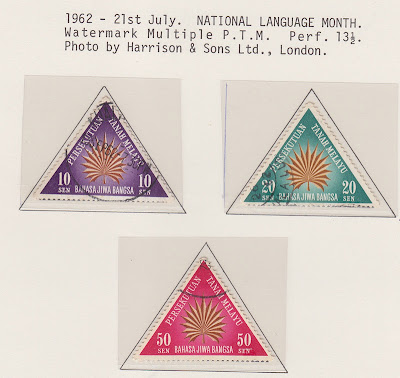 1962 - 21st July.  NATIONAL LANGUAGE MONTH.
Watermark Multiple P.T.M.  Perf. 13½.
Photo by Harrison & Sons Ltd., London.
PERSEKUTUAN
TANAH MELAYU
10 SEN
10 SEN
BAHASA JIWA BANGSA
PERSEKUTUAN
TANAH MELAYU
20 SEN
20 SEN
BAHASA JIWA BANGSA
PERSEKUTUAN
TANAH MELAYU
50 SEN
50 SEN
BAHASA JIWA BANGSA